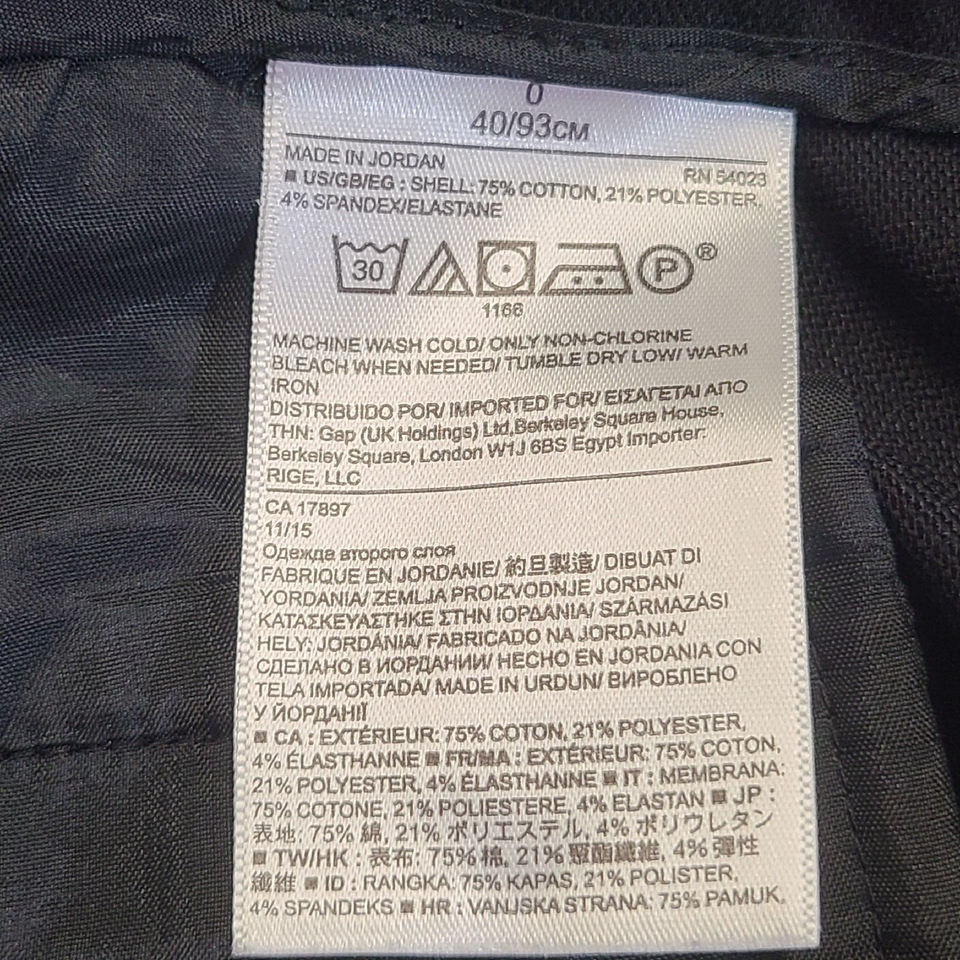 0
40/93CM
MADE IN JORDAN
RN 54023
■ US/GB/EG : SHELL: 75% COTTON, 21% POLYESTER,
4% SPANDEX/ELASTANE
30 P ®
1166
MACHINE WASH COLD/ ONLY NON-CHLORINE
BLEACH WHEN NEEDED/ TUMBLE DRY LOW/ WARM
IRON
DISTRIBUIDO POR/ IMPORTED FOR/ ΕΙΣΑΓΕΤΑΙ ΑΠΟ
THN: Gap (UK Holdings) Ltd,Berkeley Square House,
Berkeley Square, London W1J 6BS Egypt Importer:
RIGE, LLC
CA 17897
11/15
Одежда второго слоя
FABRIQUE EN JORDANIE/ 約旦製造/ DIBUAT DI
YORDANIA/ ZEMLJA PROIZVODNJE JORDAN/
ΚΑΤΑΣΚΕΥΑΣΤΗΚΕ ΣΤΗΝ ΙΟΡΔΑΝΙΑ/ SZÁRMAZÁSI
HELY: JORDÁNIA/ FABRICADO NA JORDÂNIA/
СДЕЛАНО В ИОРДАНИИ/ HECHO EN JORDANIA CON
TELA IMPORTADA/ MADE IN URDUN/ ВИРОБЛЕНО
У ЙОРДАНІЇ
■ CA : EXTÉRIEUR: 75% COTON, 21% POLYESTER,
4% ÉLASTHANNE ■ FR/MA : EXTÉRIEUR: 75% COTON,
21% POLYESTER, 4% ÉLASTHANNE ■ IT : MEMBRANA:
75% COTONE, 21% POLIESTERE, 4% ELASTAN ■ JP :
表地: 75% 綿, 21% ポリエステル, 4% ポリウレタン
■ TW/HK : 表布: 75% 棉, 21% 聚酯纖維, 4% 彈性
纖維 ■ ID : RANGKA: 75% KAPAS, 21% POLISTER,
4% SPANDEKS ■ HR : VANJSKA STRANA: 75% PAMUK,